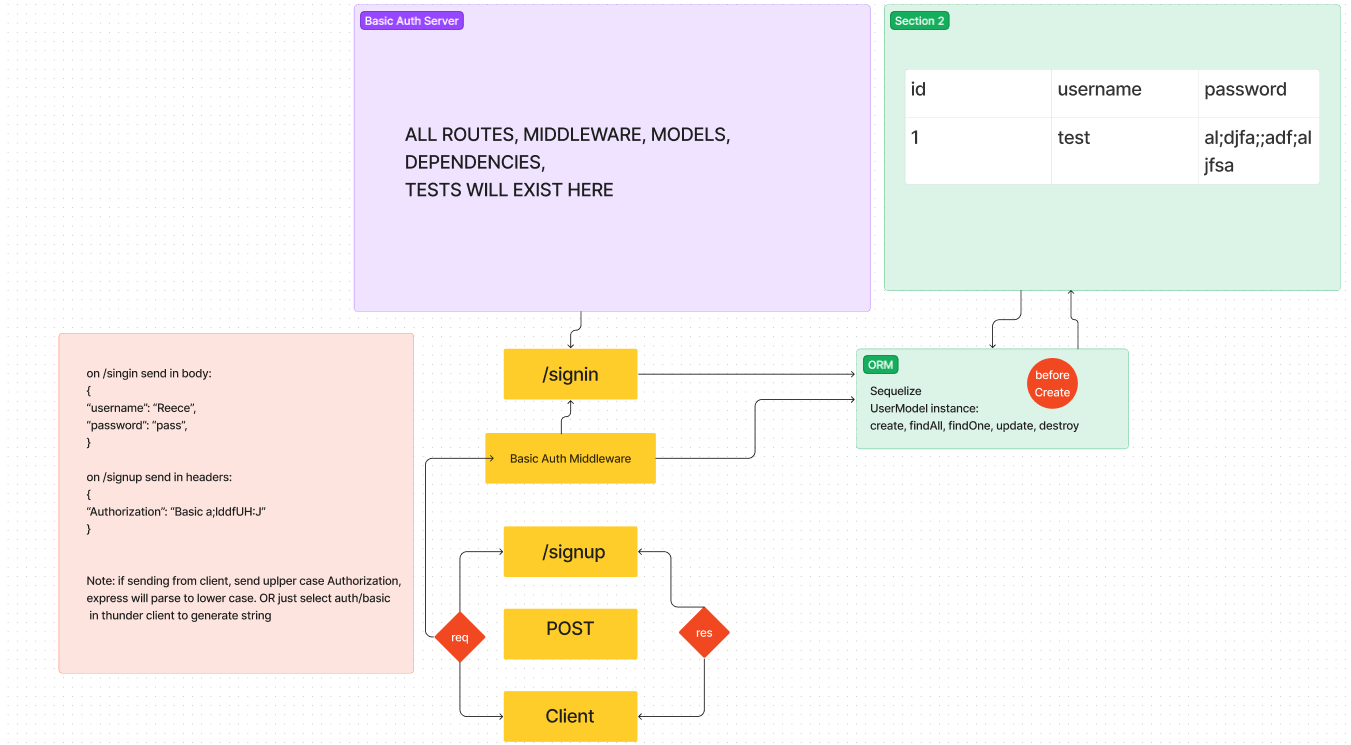 Basic Auth Server
ALL ROUTES, MIDDLEWARE, MODELS,
DEPENDENCIES,
TESTS WILL EXIST HERE
Section 2
id username password
1 test al;djfa;;adf;al
jfsa
on /singin send in body:
{
“username”: “Reece”,
“password”: “pass”,
}
on /signup send in headers:
{
“Authorization”: “Basic a;lddfUH:J”
}
Note: if sending from client, send uplper case Authorization,
express will parse to lower case. OR just select auth/basic
in thunder client to generate string
/signin
Basic Auth Middleware
/signup
POST
Client
req
res
ORM
Sequelize
UserModel instance:
create, findAll, findOne, update, destroy
before
Create